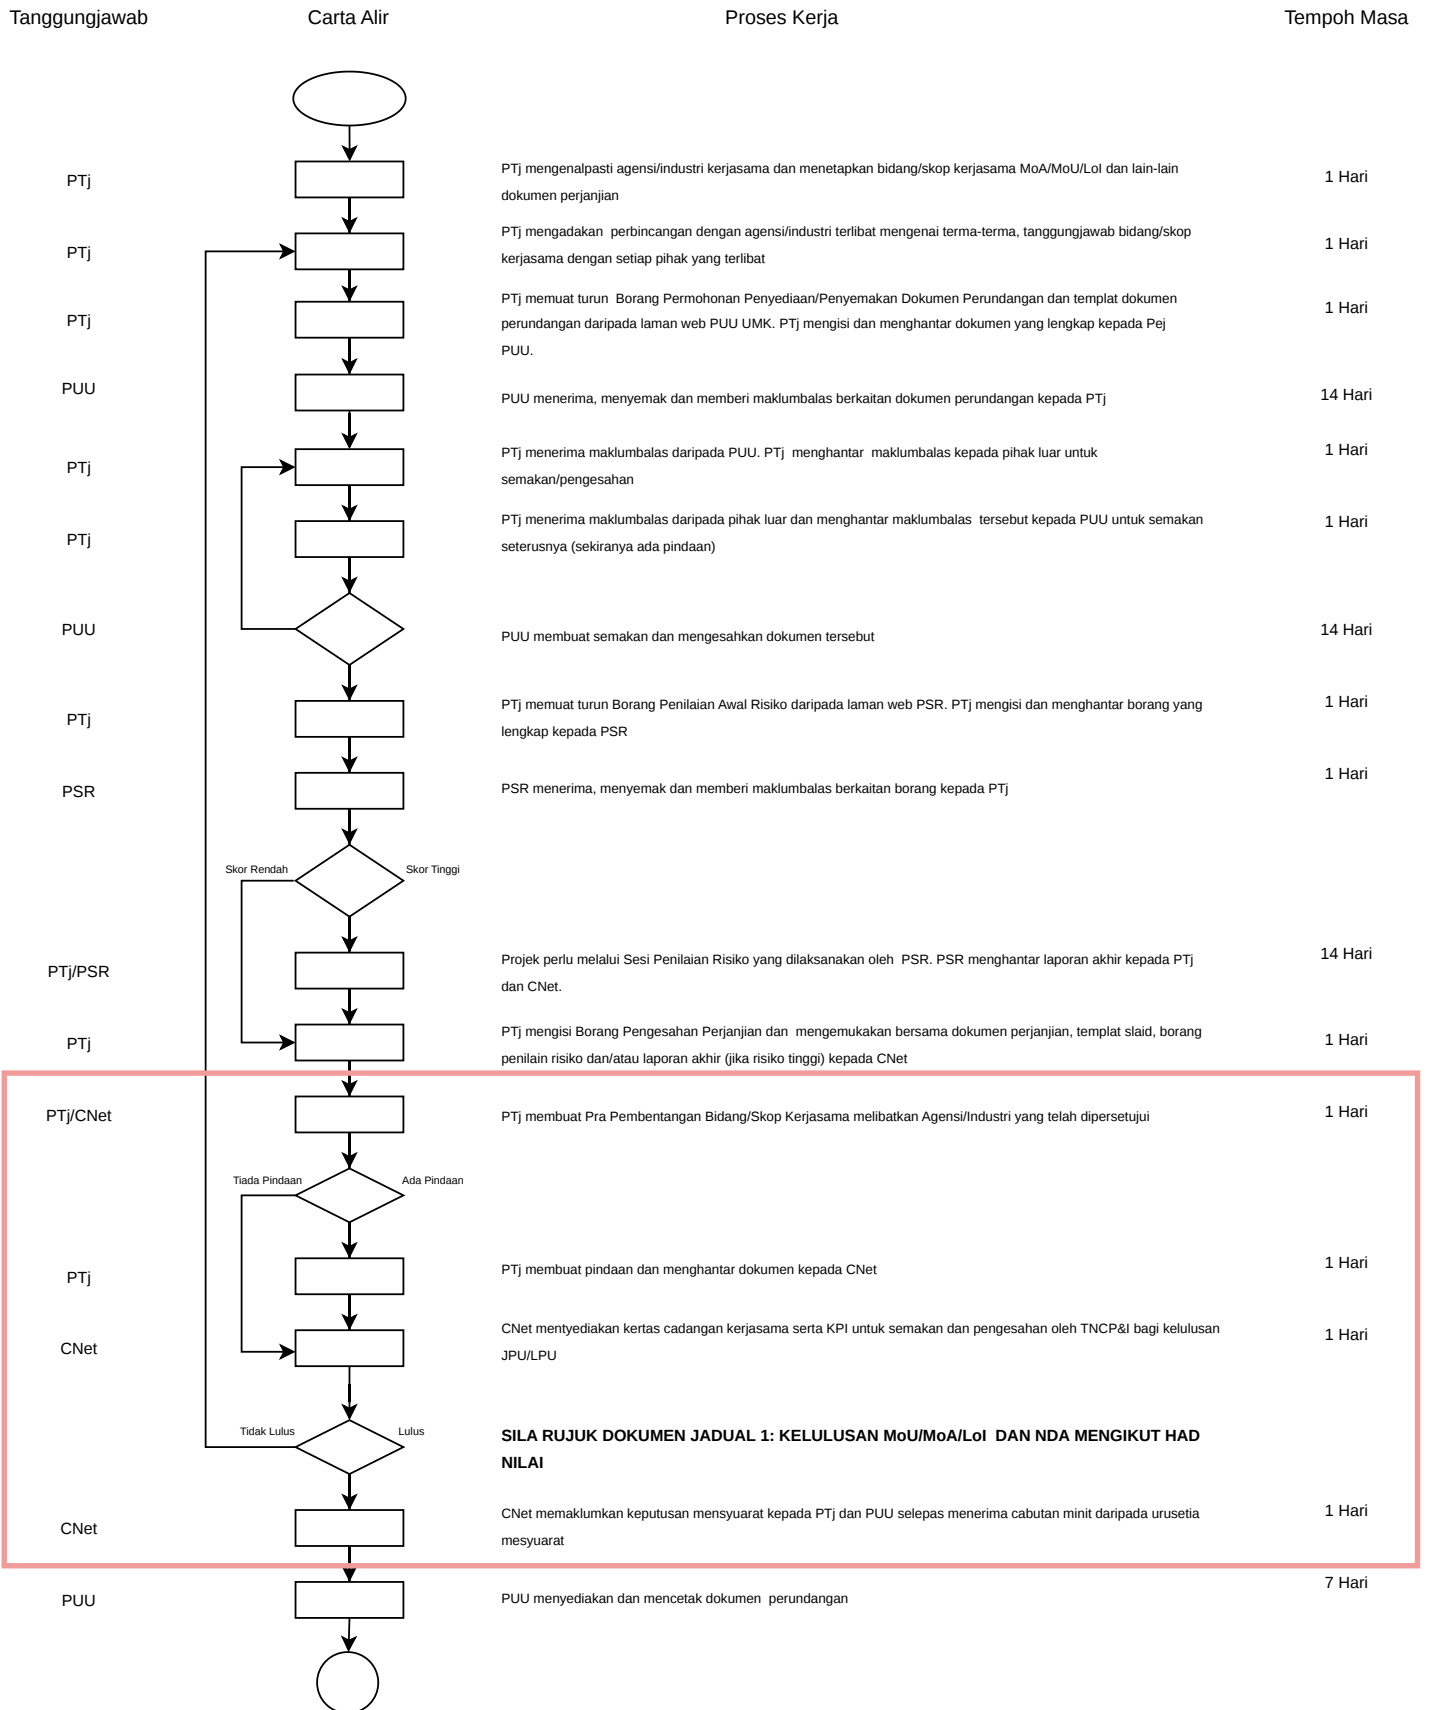 Tanggungjawab Carta Alir Proses Kerja Tempoh Masa
PTj PTj mengenalpasti agensi/industri kerjasama dan menetapkan bidang/skop kerjasama MoA/MoU/LoI dan lain-lain 1 Hari
dokumen perjanjian
PTj PTj mengadakan perbincangan dengan agensi/industri terlibat mengenai terma-terma, tanggungjawab bidang/skop 1 Hari
kerjasama dengan setiap pihak yang terlibat
PTj PTj memuat turun Borang Permohonan Penyediaan/Penyemakan Dokumen Perundangan dan templat dokumen 1 Hari
perundangan daripada laman web PUU UMK. PTj mengisi dan menghantar dokumen yang lengkap kepada Pej
PUU.
PUU PUU menerima, menyemak dan memberi maklumbalas berkaitan dokumen perundangan kepada PTj 14 Hari
PTj PTj menerima maklumbalas daripada PUU. PTj menghantar maklumbalas kepada pihak luar untuk 1 Hari
semakan/pengesahan
PTj PTj menerima maklumbalas daripada pihak luar dan menghantar maklumbalas tersebut kepada PUU untuk semakan 1 Hari
seterusnya (sekiranya ada pindaan)
PUU PUU membuat semakan dan mengesahkan dokumen tersebut 14 Hari
PTj PTj memuat turun Borang Penilaian Awal Risiko daripada laman web PSR. PTj mengisi dan menghantar borang yang 1 Hari
lengkap kepada PSR
PSR PSR menerima, menyemak dan memberi maklumbalas berkaitan borang kepada PTj 1 Hari
Skor Rendah Skor Tinggi
PTj/PSR Projek perlu melalui Sesi Penilaian Risiko yang dilaksanakan oleh PSR. PSR menghantar laporan akhir kepada PTj 14 Hari
dan CNet.
PTj PTj mengisi Borang Pengesahan Perjanjian dan mengemukakan bersama dokumen perjanjian, templat slaid, borang 1 Hari
penilain risiko dan/atau laporan akhir (jika risiko tinggi) kepada CNet
PTj/CNet PTj membuat Pra Pembentangan Bidang/Skop Kerjasama melibatkan Agensi/Industri yang telah dipersetujui 1 Hari
Tiada Pindaan Ada Pindaan
PTj PTj membuat pindaan dan menghantar dokumen kepada CNet 1 Hari
CNet CNet mentyediakan kertas cadangan kerjasama serta KPI untuk semakan dan pengesahan oleh TNCP&I bagi kelulusan 1 Hari
JPU/LPU
Tidak Lulus Lulus SILA RUJUK DOKUMEN JADUAL 1: KELULUSAN MoU/MoA/LoI DAN NDA MENGIKUT HAD
NILAI
CNet CNet memaklumkan keputusan mensyuarat kepada PTj dan PUU selepas menerima cabutan minit daripada urusetia 1 Hari
mesyuarat
PUU PUU menyediakan dan mencetak dokumen perundangan 7 Hari